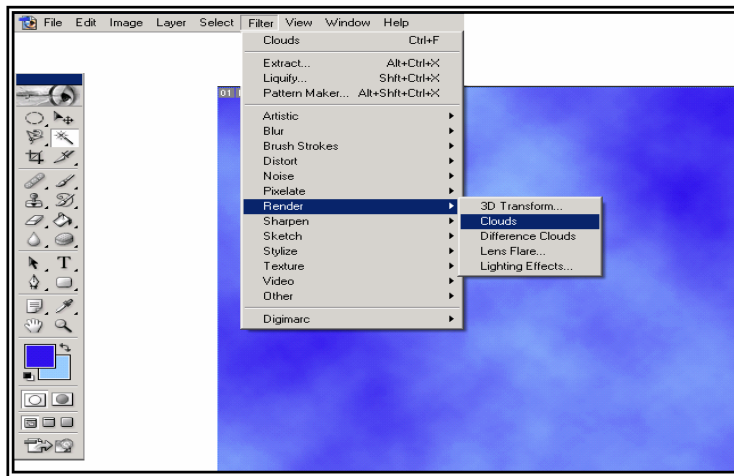 File Edit Image Layer Select Filter View Window Help
Clouds Ctrl+F
Extract... Alt+Ctrl+X
Liquify... Shft+Ctrl+X
Pattern Maker... Alt+Shft+Ctrl+X
Artistic
Blur
Brush Strokes
Distort
Noise
Pixelate
Render
Sharpen
Sketch
Stylize
Texture
Video
Other
Digimarc
3D Transform...
Clouds
Difference Clouds
Lens Flare...
Lighting Effects...
01
T